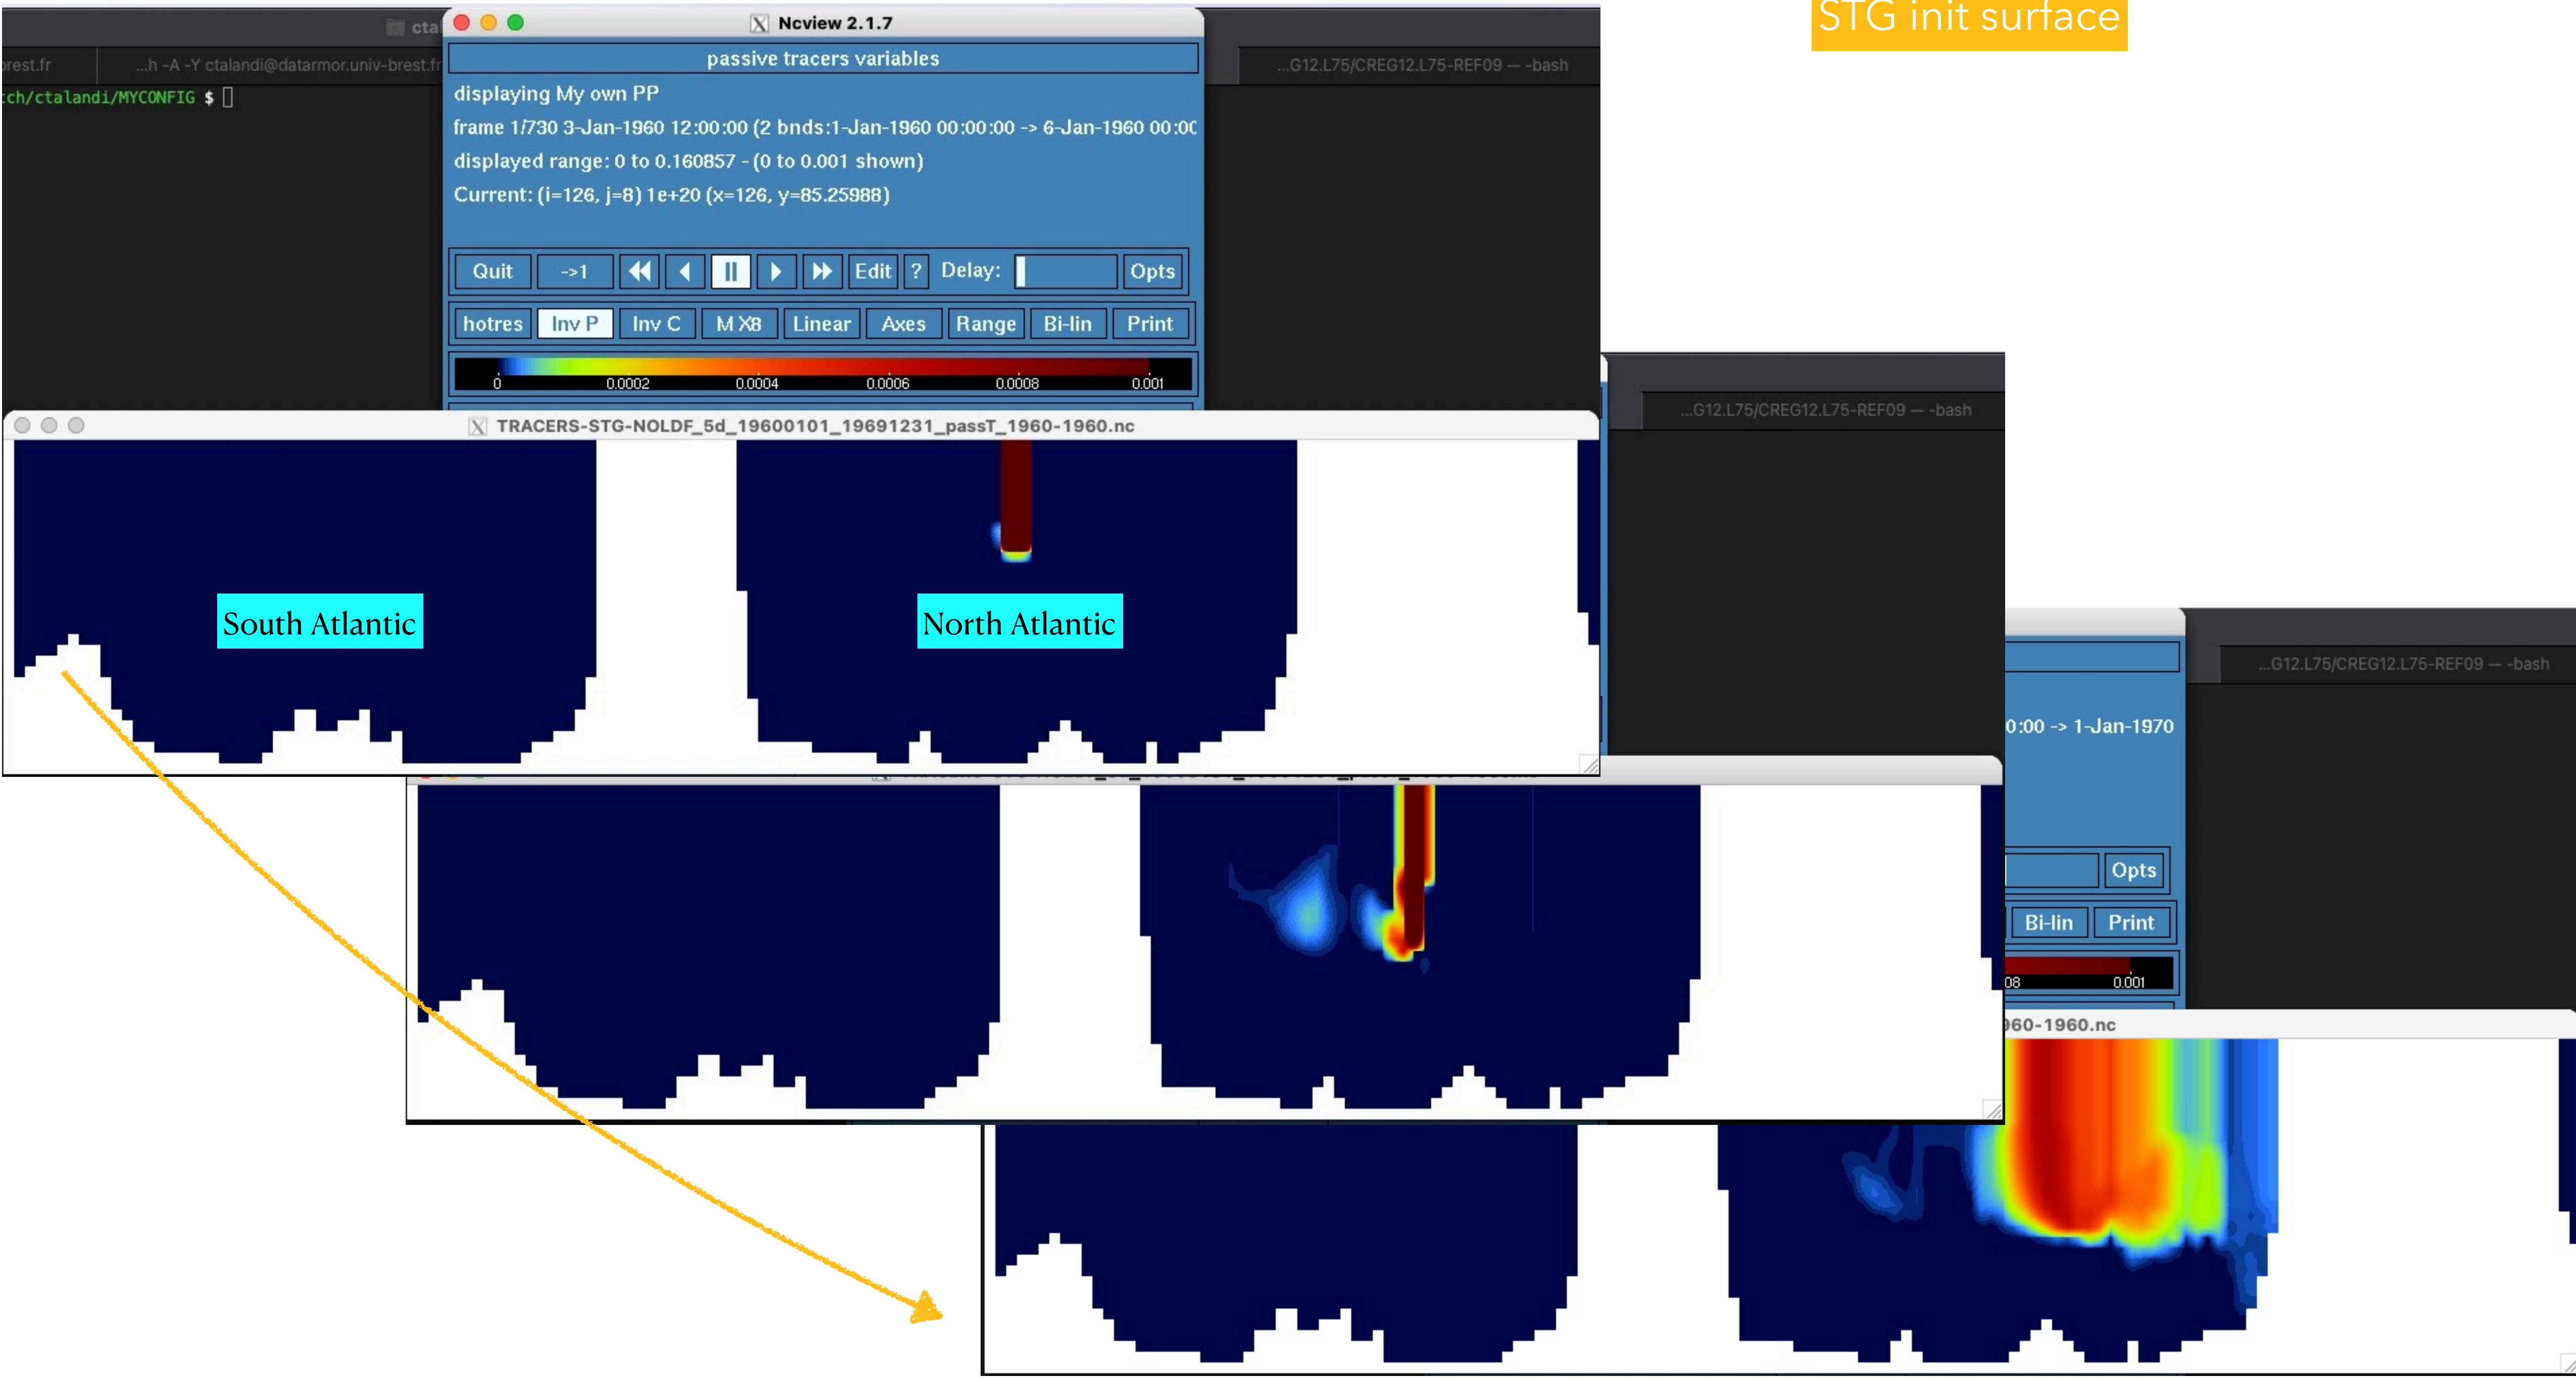 STG init surface
cta
Ncview 2.1.7
rest.fr
...h -A -Y ctalandi@datarmor.univ-brest.fr
passive tracers variables
...G12.L75/CREG12.L75-REF09 — -bash
ch/ctalandi/MYCONFIG $
displaying My own PP
frame 1/730 3-Jan-1960 12:00:00 (2 bnds:1-Jan-1960 00:00:00 -> 6-Jan-1960 00:00
displayed range: 0 to 0.160857 - (0 to 0.001 shown)
Current: (i=126, j=8) 1e+20 (x=126, y=85.25988)
Quit ->1 Edit ? Delay: Opts
hotres Inv P Inv C M X8 Linear Axes Range Bi-lin Print
0 0.0002 0.0004 0.0006 0.0008 0.001
...G12.L75/CREG12.L75-REF09 — -bash
TRACERS-STG-NOLDF_5d_19600101_19691231_passT_1960-1960.nc
South Atlantic
North Atlantic
...G12.L75/CREG12.L75-REF09 — -bash
0:00 -> 1-Jan-1970
Opts
Bi-lin Print
08 0.001
960-1960.nc